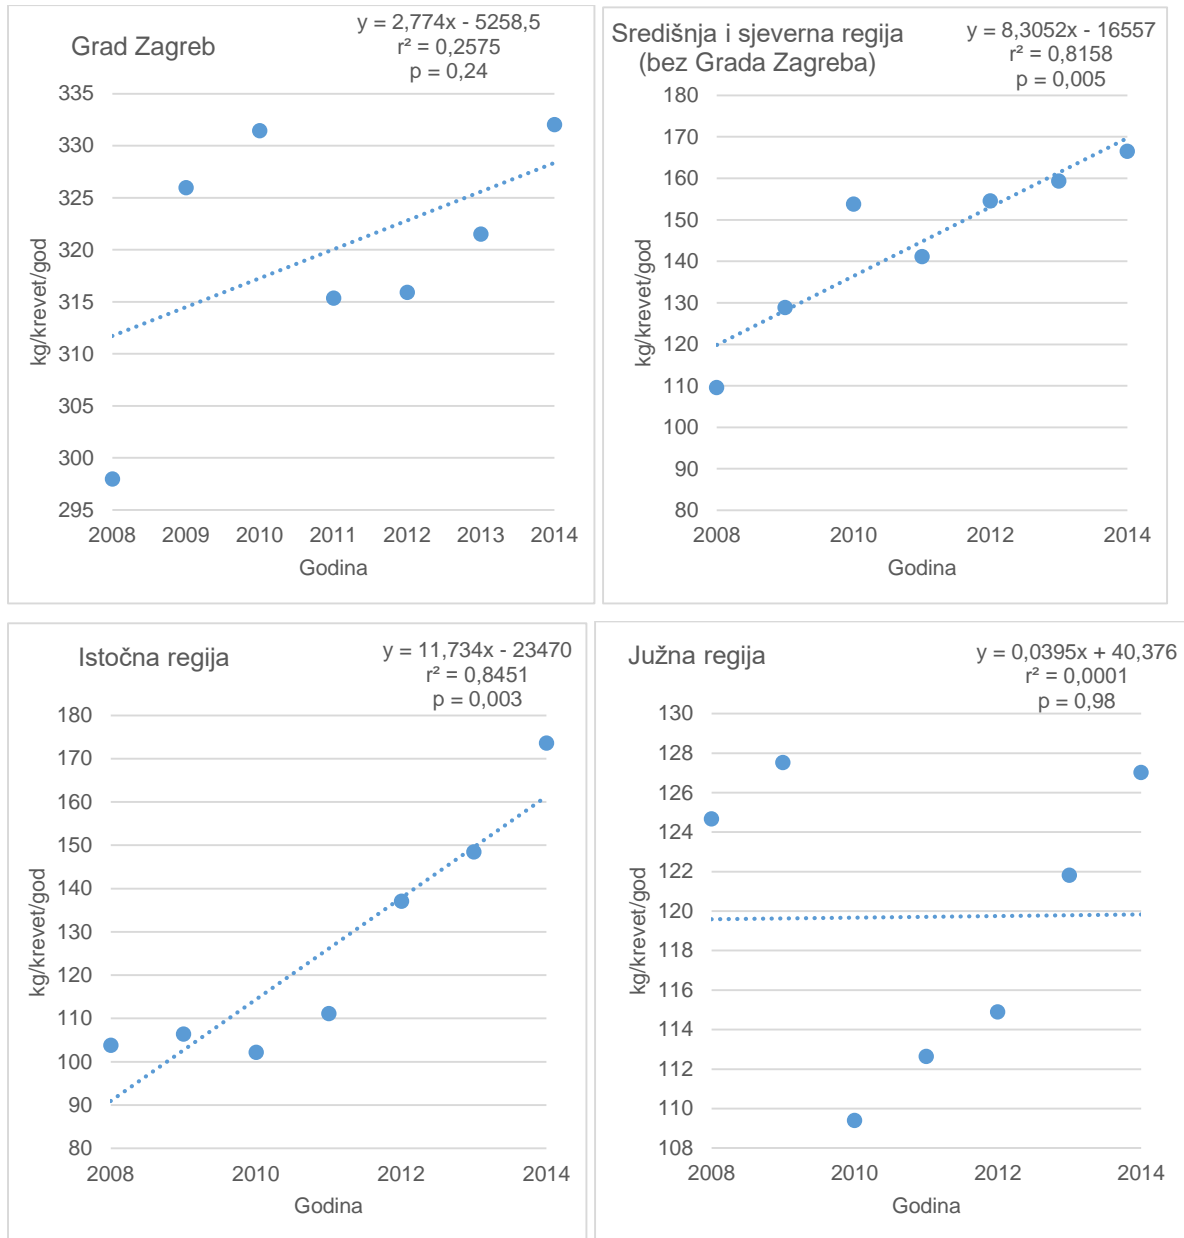 Grad Zagreb
y = 2,774x - 5258,5
r² = 0,2575
p = 0,24
335
330
325
320
315
310
305
300
295
kg/krevet/god
2008 2009 2010 2011 2012 2013 2014
Godina
Središnja i sjeverna regija
(bez Grada Zagreba)
y = 8,3052x - 16557
r² = 0,8158
p = 0,005
180
170
160
150
140
130
120
110
100
90
80
kg/krevet/god
2008 2010 2012 2014
Godina
Istočna regija
y = 11,734x - 23470
r² = 0,8451
p = 0,003
180
170
160
150
140
130
120
110
100
90
80
kg/krevet/god
2008 2010 2012 2014
Godina
Južna regija
y = 0,0395x + 40,376
r² = 0,0001
p = 0,98
130
128
126
124
122
120
118
116
114
112
110
108
kg/krevet/god
2008 2010 2012 2014
Godina